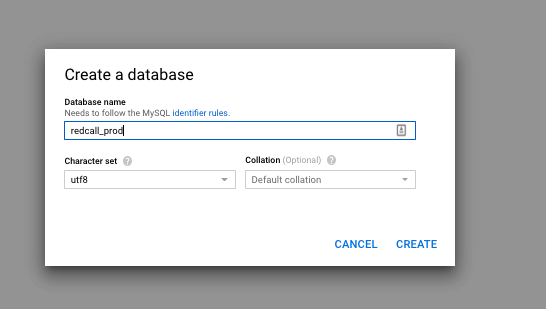 Create a database
Database name
Needs to follow the MySQL identifier rules.
redcall_prod
Character set ?
Collation (Optional) ?
utf8
Default collation
CANCEL CREATE